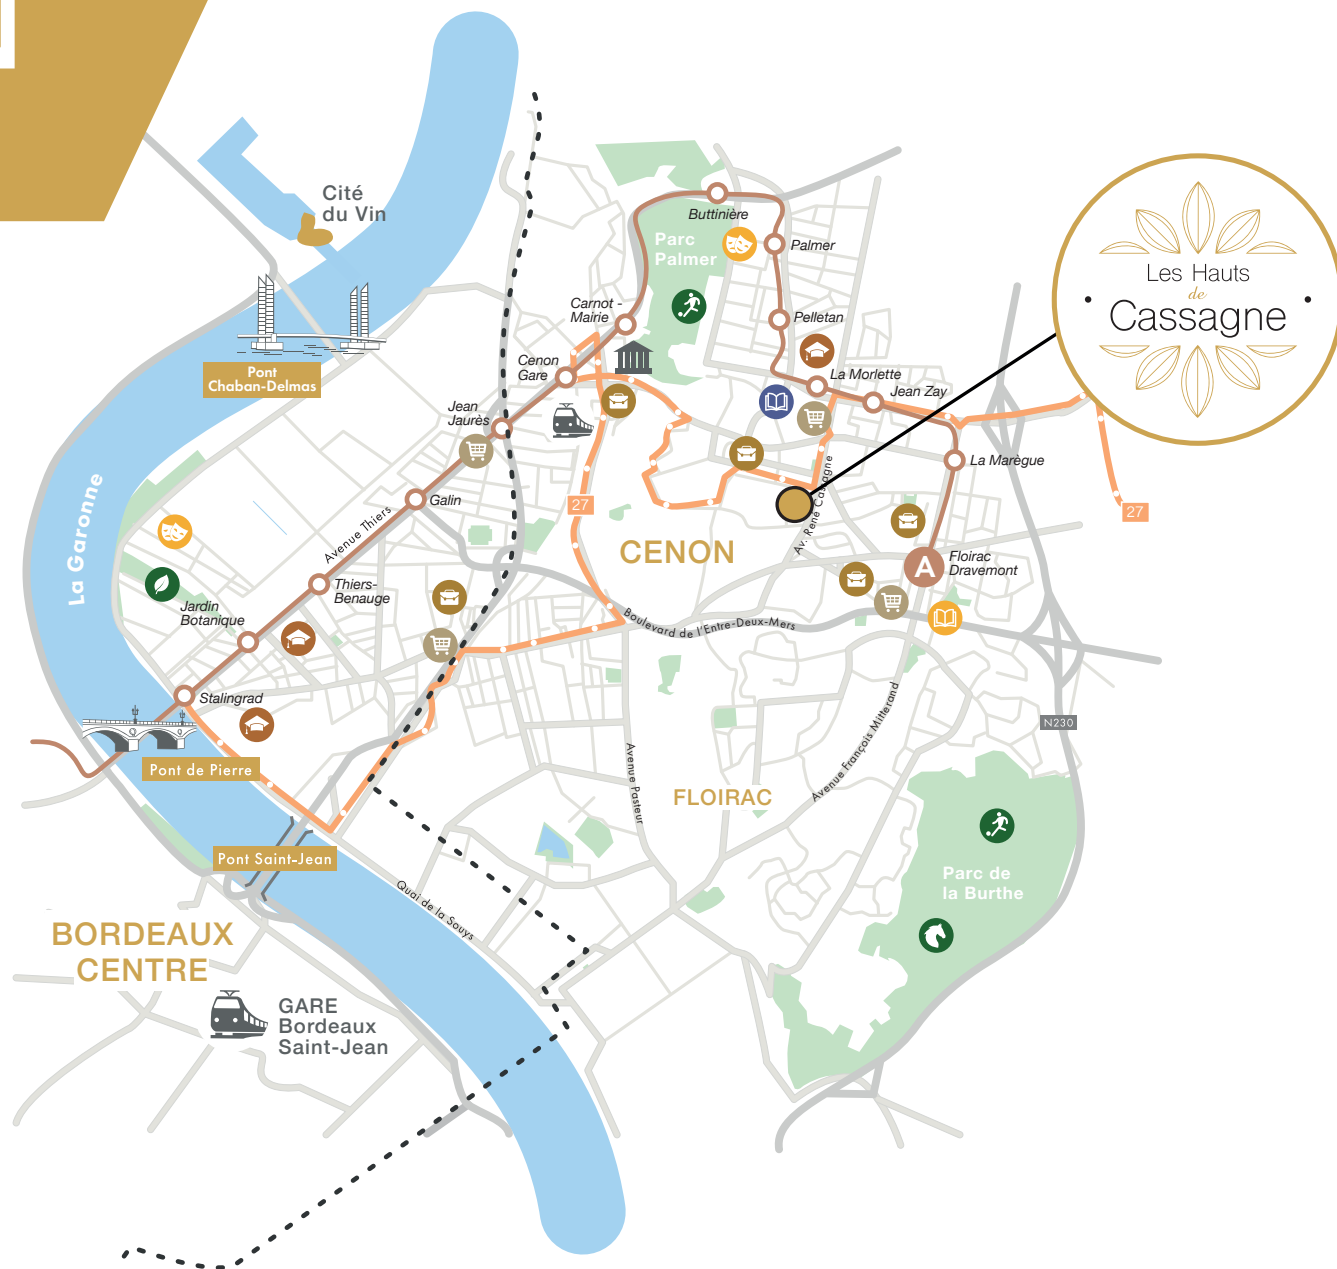 Cité
du Vin
Pont
Chaban-Delmas
La Garonne
Buttinière
Parc
Palmer
Palmer
Pelletan
Carnot -
Mairie
Cenon
Gare
Jean
Jaurès
La Morlette
Jean Zay
La Marègue
Les Hauts
de
Cassagne
Galin
Avenue Thiers
27
27
CENON
Av. René Cassagne
A
Floirac
Dravemont
Thiers-
Benauge
Jardin
Botanique
Stalingrad
Boulevard de l'Entre-Deux-Mers
Pont de Pierre
Avenue Pasteur
Avenue François Mitterand
N230
FLOIRAC
Pont Saint-Jean
Quai de la Souys
Parc de
la Burthe
BORDEAUX
CENTRE
GARE
Bordeaux
Saint-Jean